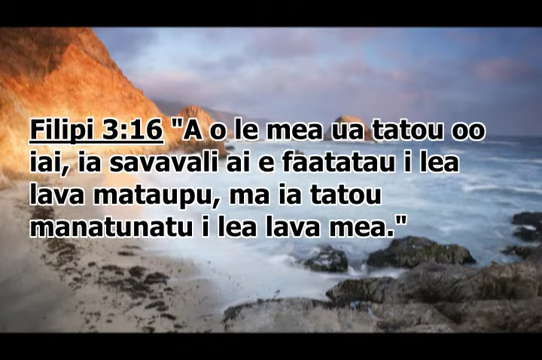 Filipi 3:16 "A o le mea ua tatou oo
iai, ia savavali ai e faatatau i lea
lava mataupu, ma ia tatou
manatunatu i lea lava mea."